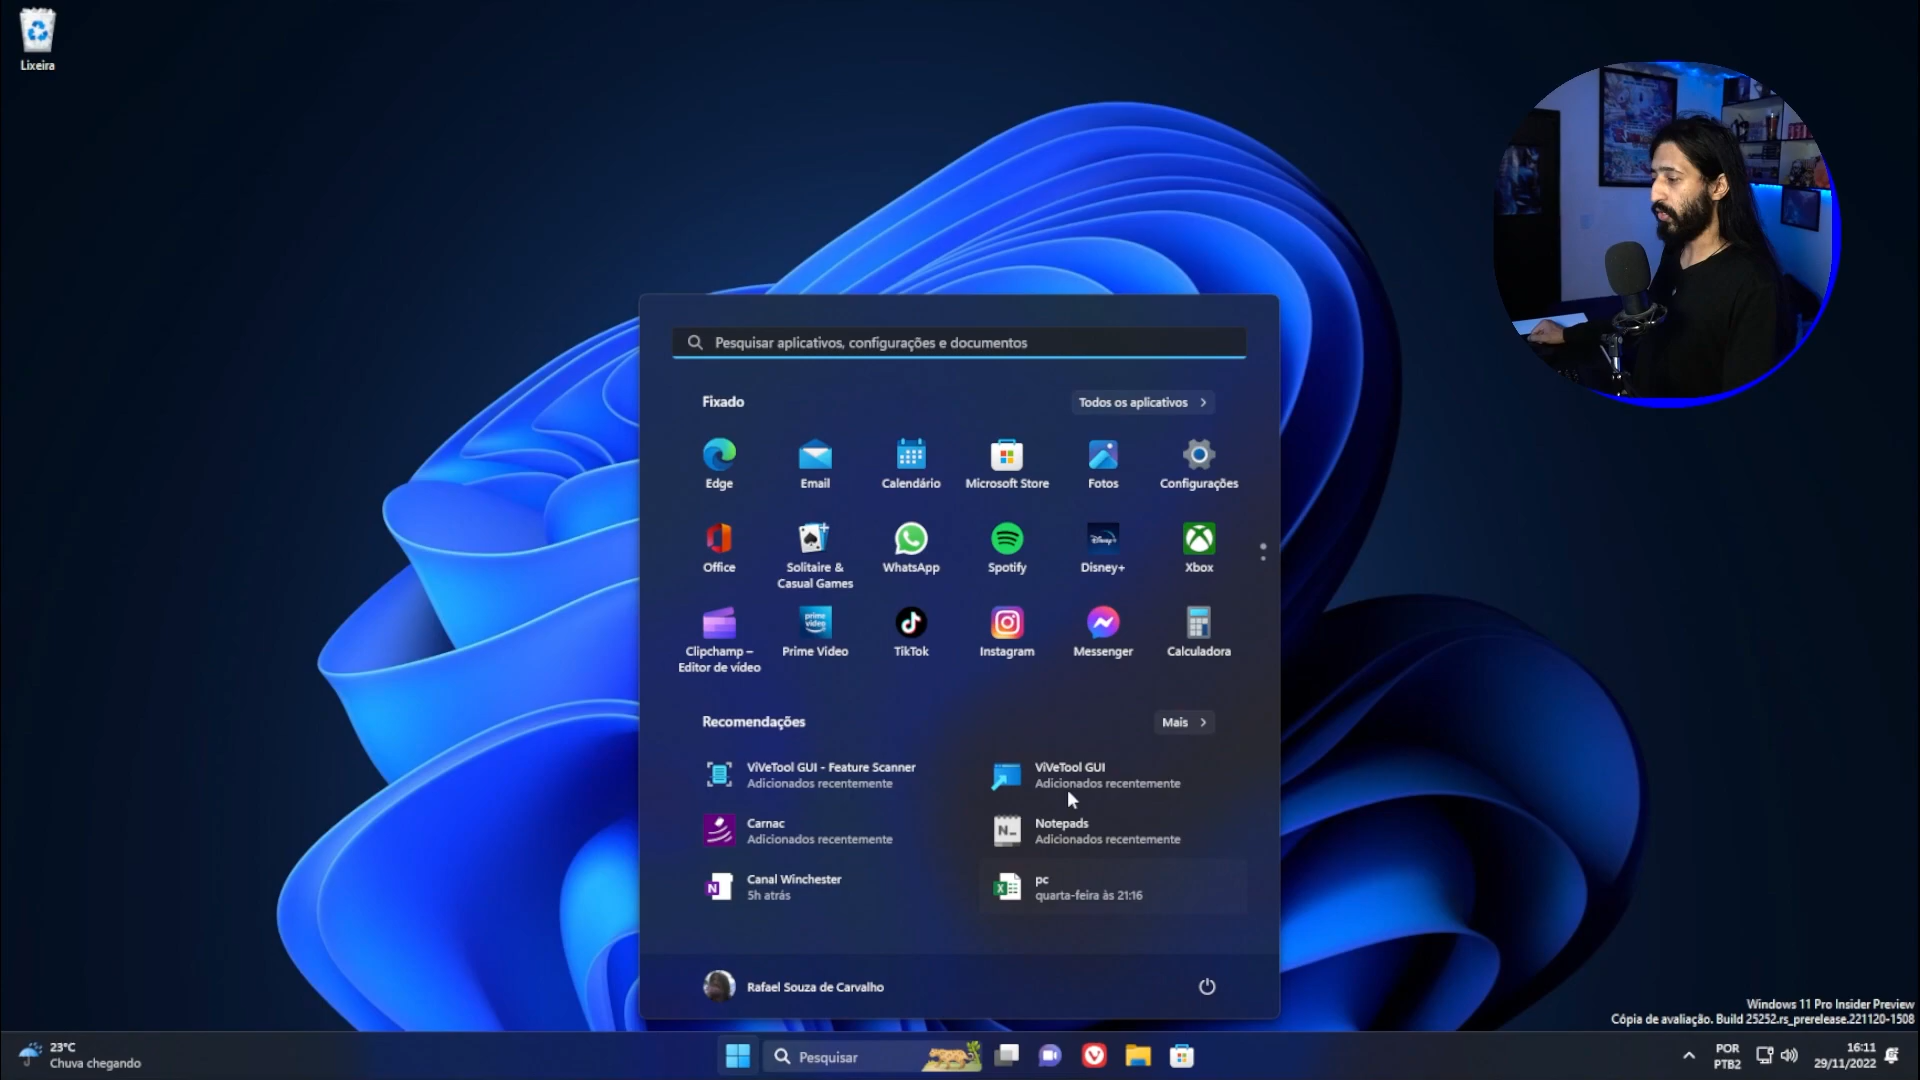 Lixeira
Pesquisar aplicativos, configurações e documentos
Fixado
Todos os aplicativos
Edge
Email
Calendário
Microsoft Store
Fotos
Configurações
Office
Solitaire &
Casual Games
WhatsApp
Spotify
Disney+
Disney+
Xbox
Clipchamp –
Editor de vídeo
prime
video
Prime Video
TikTok
Instagram
Messenger
Calculadora
Recomendações
Mais
ViVeTool GUI - Feature Scanner
Adicionados recentemente
ViVeTool GUI
Adicionados recentemente
Carnac
Adicionados recentemente
N..
Notepads
Adicionados recentemente
N
Canal Winchester
5h atrás
X
pc
quarta-feira às 21:16
Rafael Souza de Carvalho
Windows 11 Pro Insider Preview
Cópia de avaliação. Build 25252.rs_prerelease.221120-1508
23°C
Chuva chegando
Pesquisar
POR
PTB2
16:11
29/11/2022